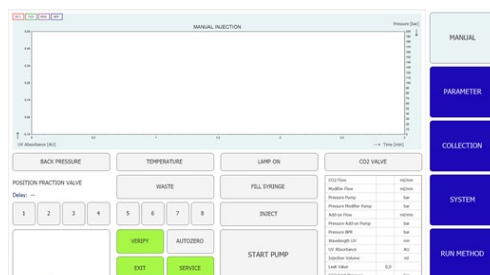 MANUAL INJECTION
Pressure [bar]
UV Absorbance [AU]
Time [min]
MANUAL
PARAMETER
COLLECTION
SYSTEM
RUN METHOD
BACK PRESSURE
TEMPERATURE
LAMP ON
CO2 VALVE
POSITION FRACTION VALVE
Delay: --
1 2 3 4 5 6 7 8
WASTE
FILL SYRINGE
INJECT
VERIFY
AUTOZERO
EXIT
SERVICE
START PUMP
CO2 Flow ml/min
Modifier Flow ml/min
Pressure Pump bar
Pressure Modifier Pump bar
Add-on Flow ml/min
Pressure Add-on Pump bar
Pressure BPR bar
Wavelength UV nm
UV Absorbance AU
Injection Volume ml
Leak Value 0,0